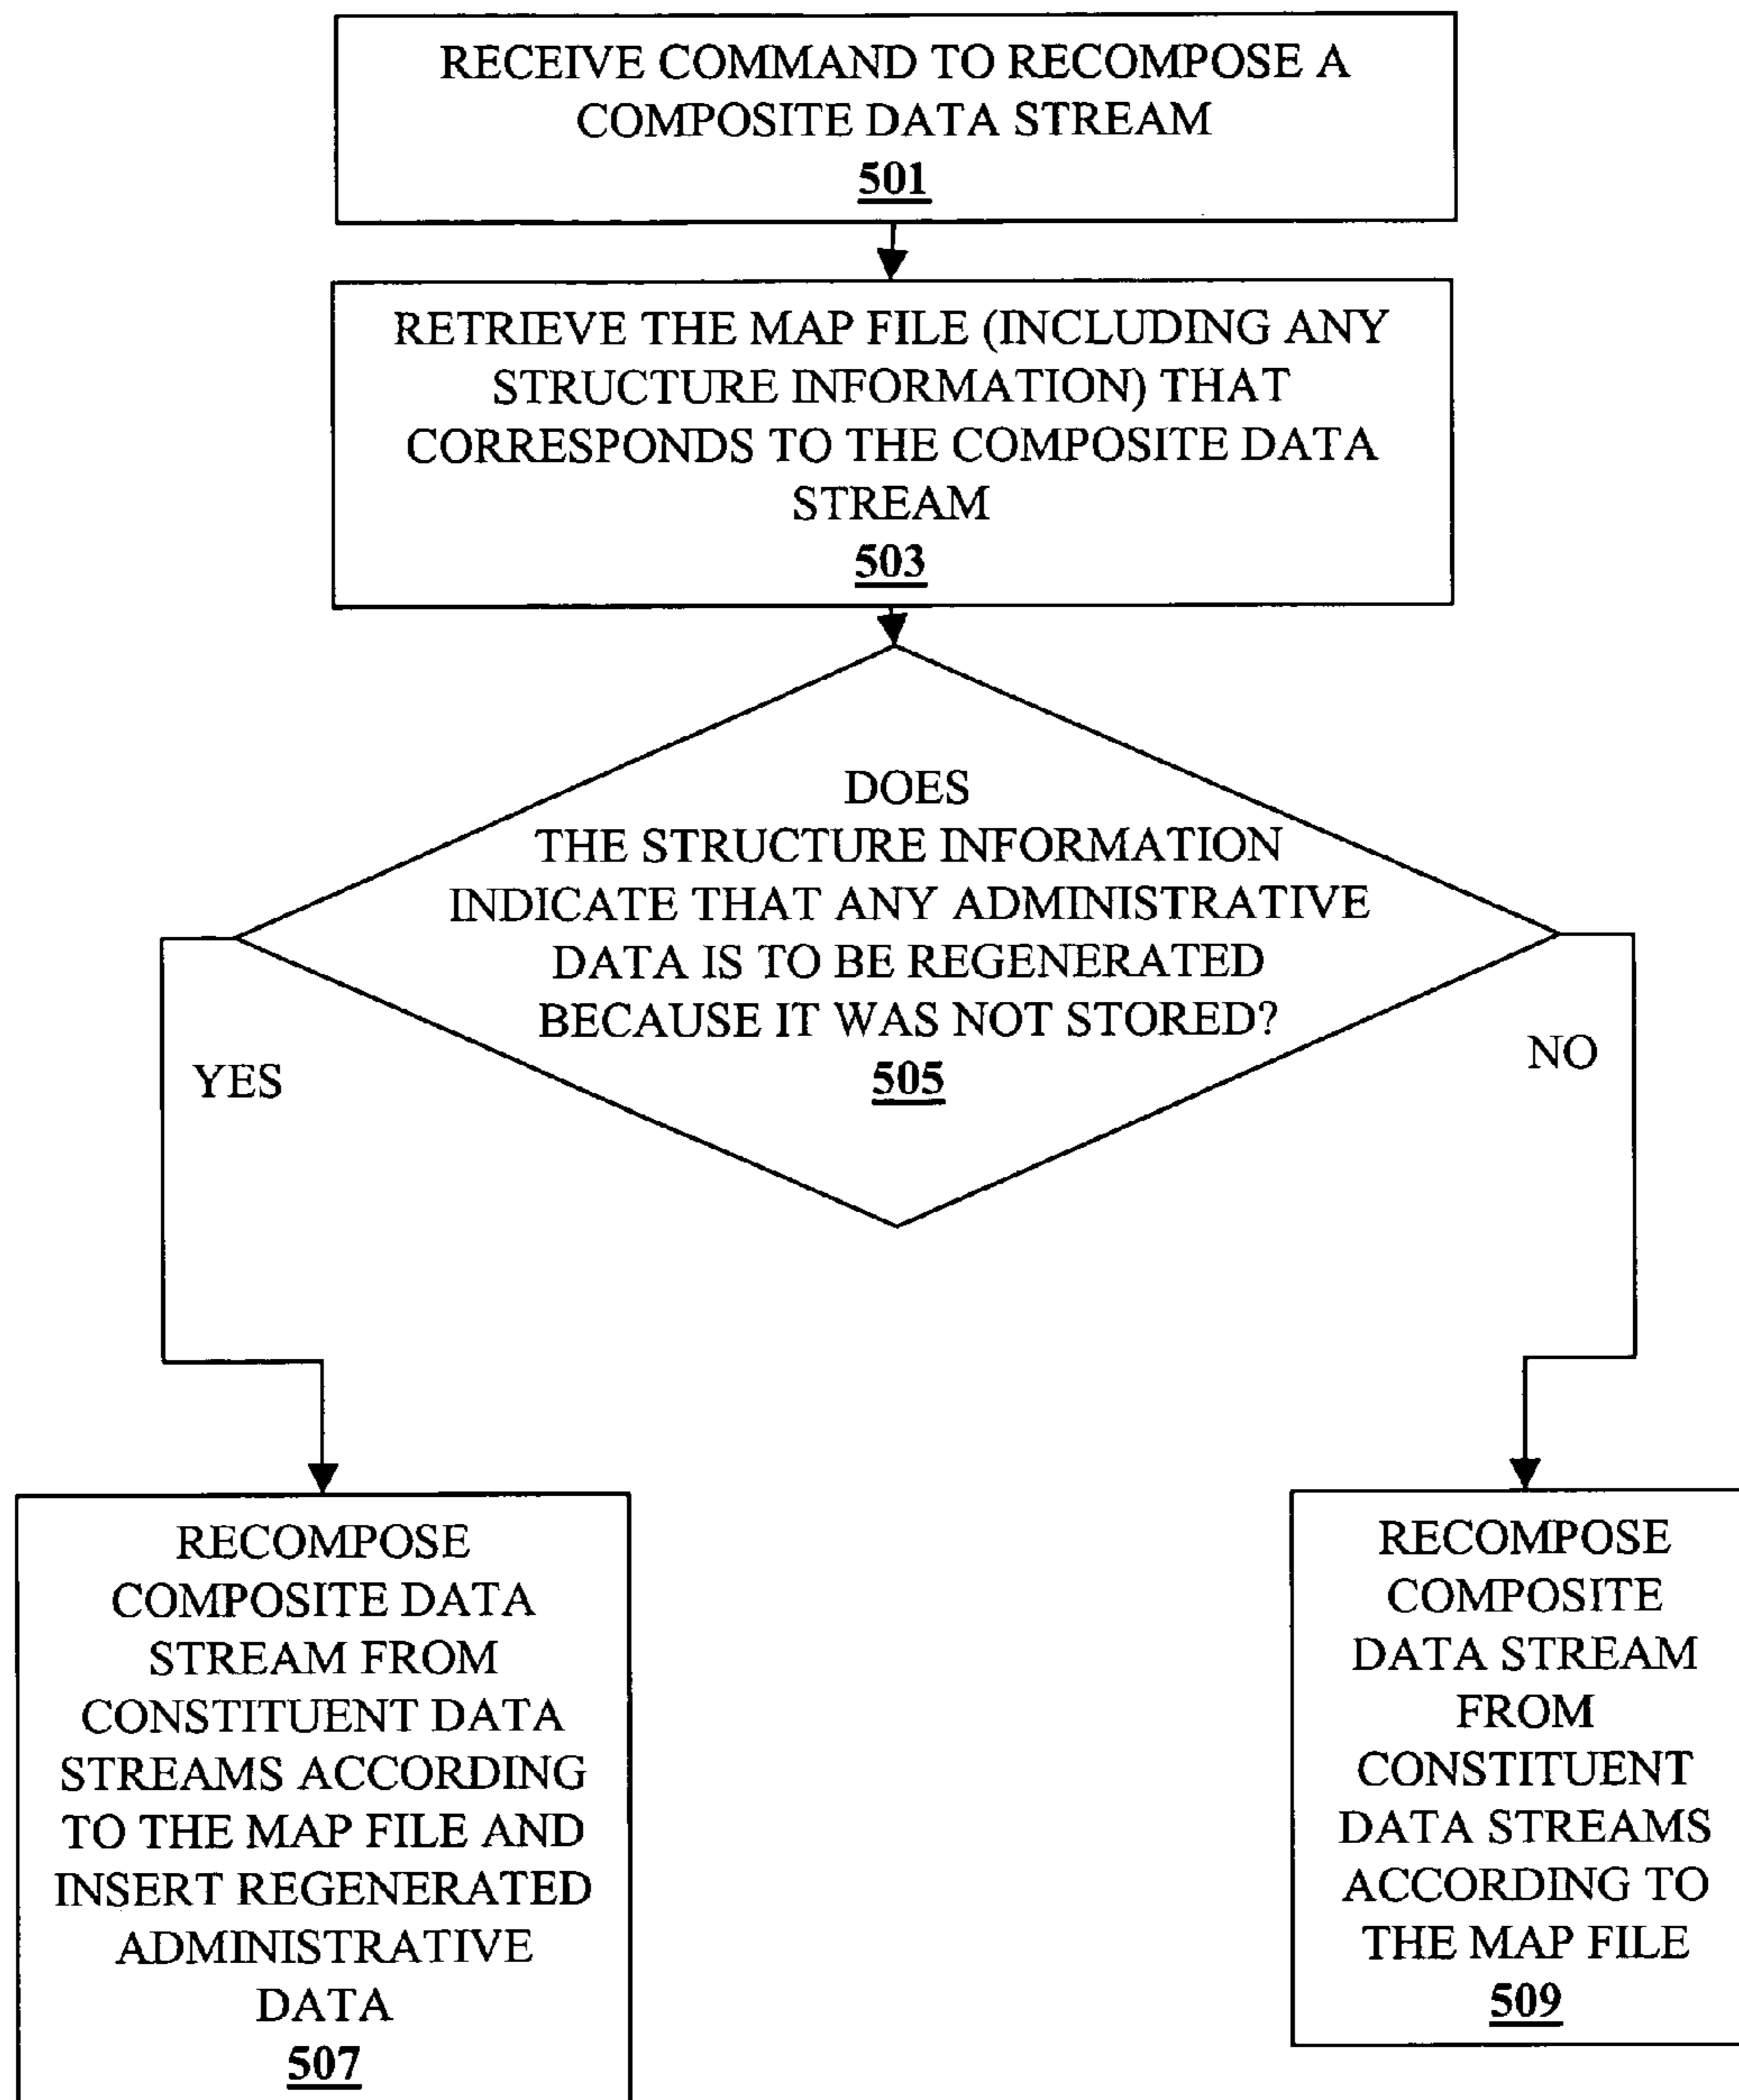 RECEIVE COMMAND TO RECOMPOSE A
COMPOSITE DATA STREAM
501
RETRIEVE THE MAP FILE (INCLUDING ANY
STRUCTURE INFORMATION) THAT
CORRESPONDS TO THE COMPOSITE DATA
STREAM
503
DOES
THE STRUCTURE INFORMATION
INDICATE THAT ANY ADMINISTRATIVE
DATA IS TO BE REGENERATED
BECAUSE IT WAS NOT STORED?
505
YES
NO
RECOMPOSE
COMPOSITE DATA
STREAM FROM
CONSTITUENT DATA
STREAMS ACCORDING
TO THE MAP FILE AND
INSERT REGENERATED
ADMINISTRATIVE
DATA
507
RECOMPOSE
COMPOSITE
DATA STREAM
FROM
CONSTITUENT
DATA STREAMS
ACCORDING TO
THE MAP FILE
509